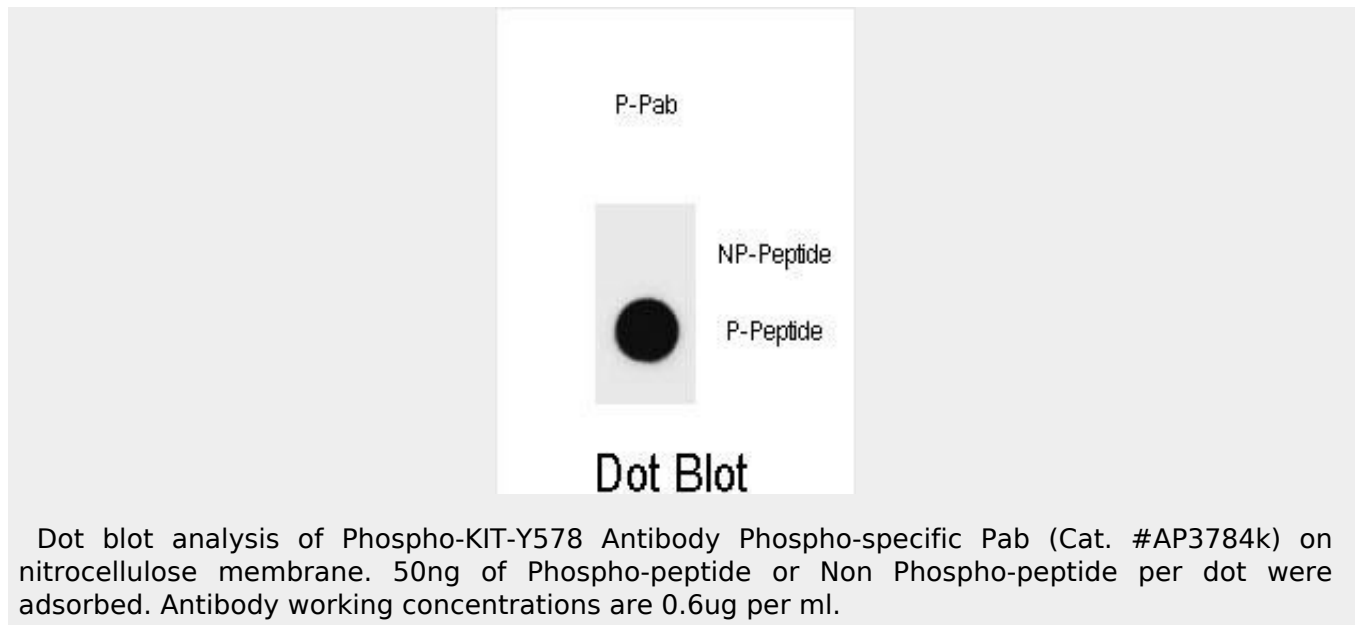 P-Pab
NP-Peptide
P-Peptide
Dot Blot
Dot blot analysis of Phospho-KIT-Y578 Antibody Phospho-specific Pab (Cat. #AP3784k) on
nitrocellulose membrane. 50ng of Phospho-peptide or Non Phospho-peptide per dot were
adsorbed. Antibody working concentrations are 0.6ug per ml.